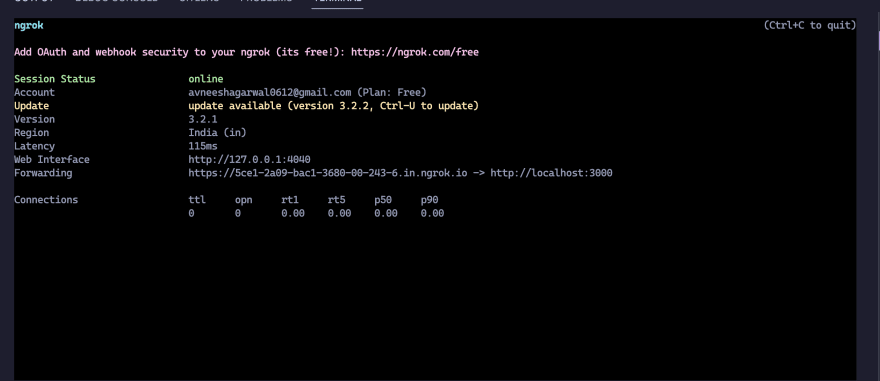 ngrok (Ctrl+C to quit)
Add OAuth and webhook security to your ngrok (its free!): https://ngrok.com/free
Session Status online
Account avneeshagarwal0612@gmail.com (Plan: Free)
Update update available (version 3.2.2, Ctrl-U to update)
Version 3.2.1
Region India (in)
Latency 115ms
Web Interface http://127.0.0.1:4040
Forwarding https://5ce1-2a09-bac1-3680-00-243-6.in.ngrok.io -> http://localhost:3000
Connections ttl opn rt1 rt5 p50 p90
0 0 0.00 0.00 0.00 0.00